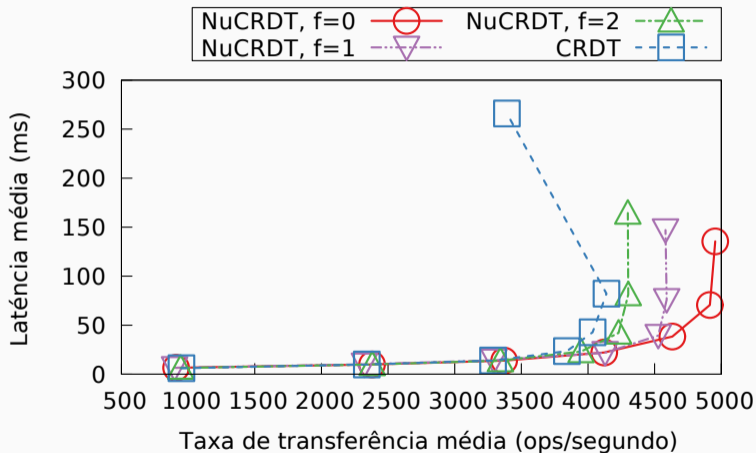 NuCRDT, f=0 NuCRDT, f=2
NuCRDT, f=1 CRDT
300
250
200
150
100
50
0
Laténcia média (ms)
500 1000 1500 2000 2500 3000 3500 4000 4500 5000
Taxa de transferência média (ops/segundo)